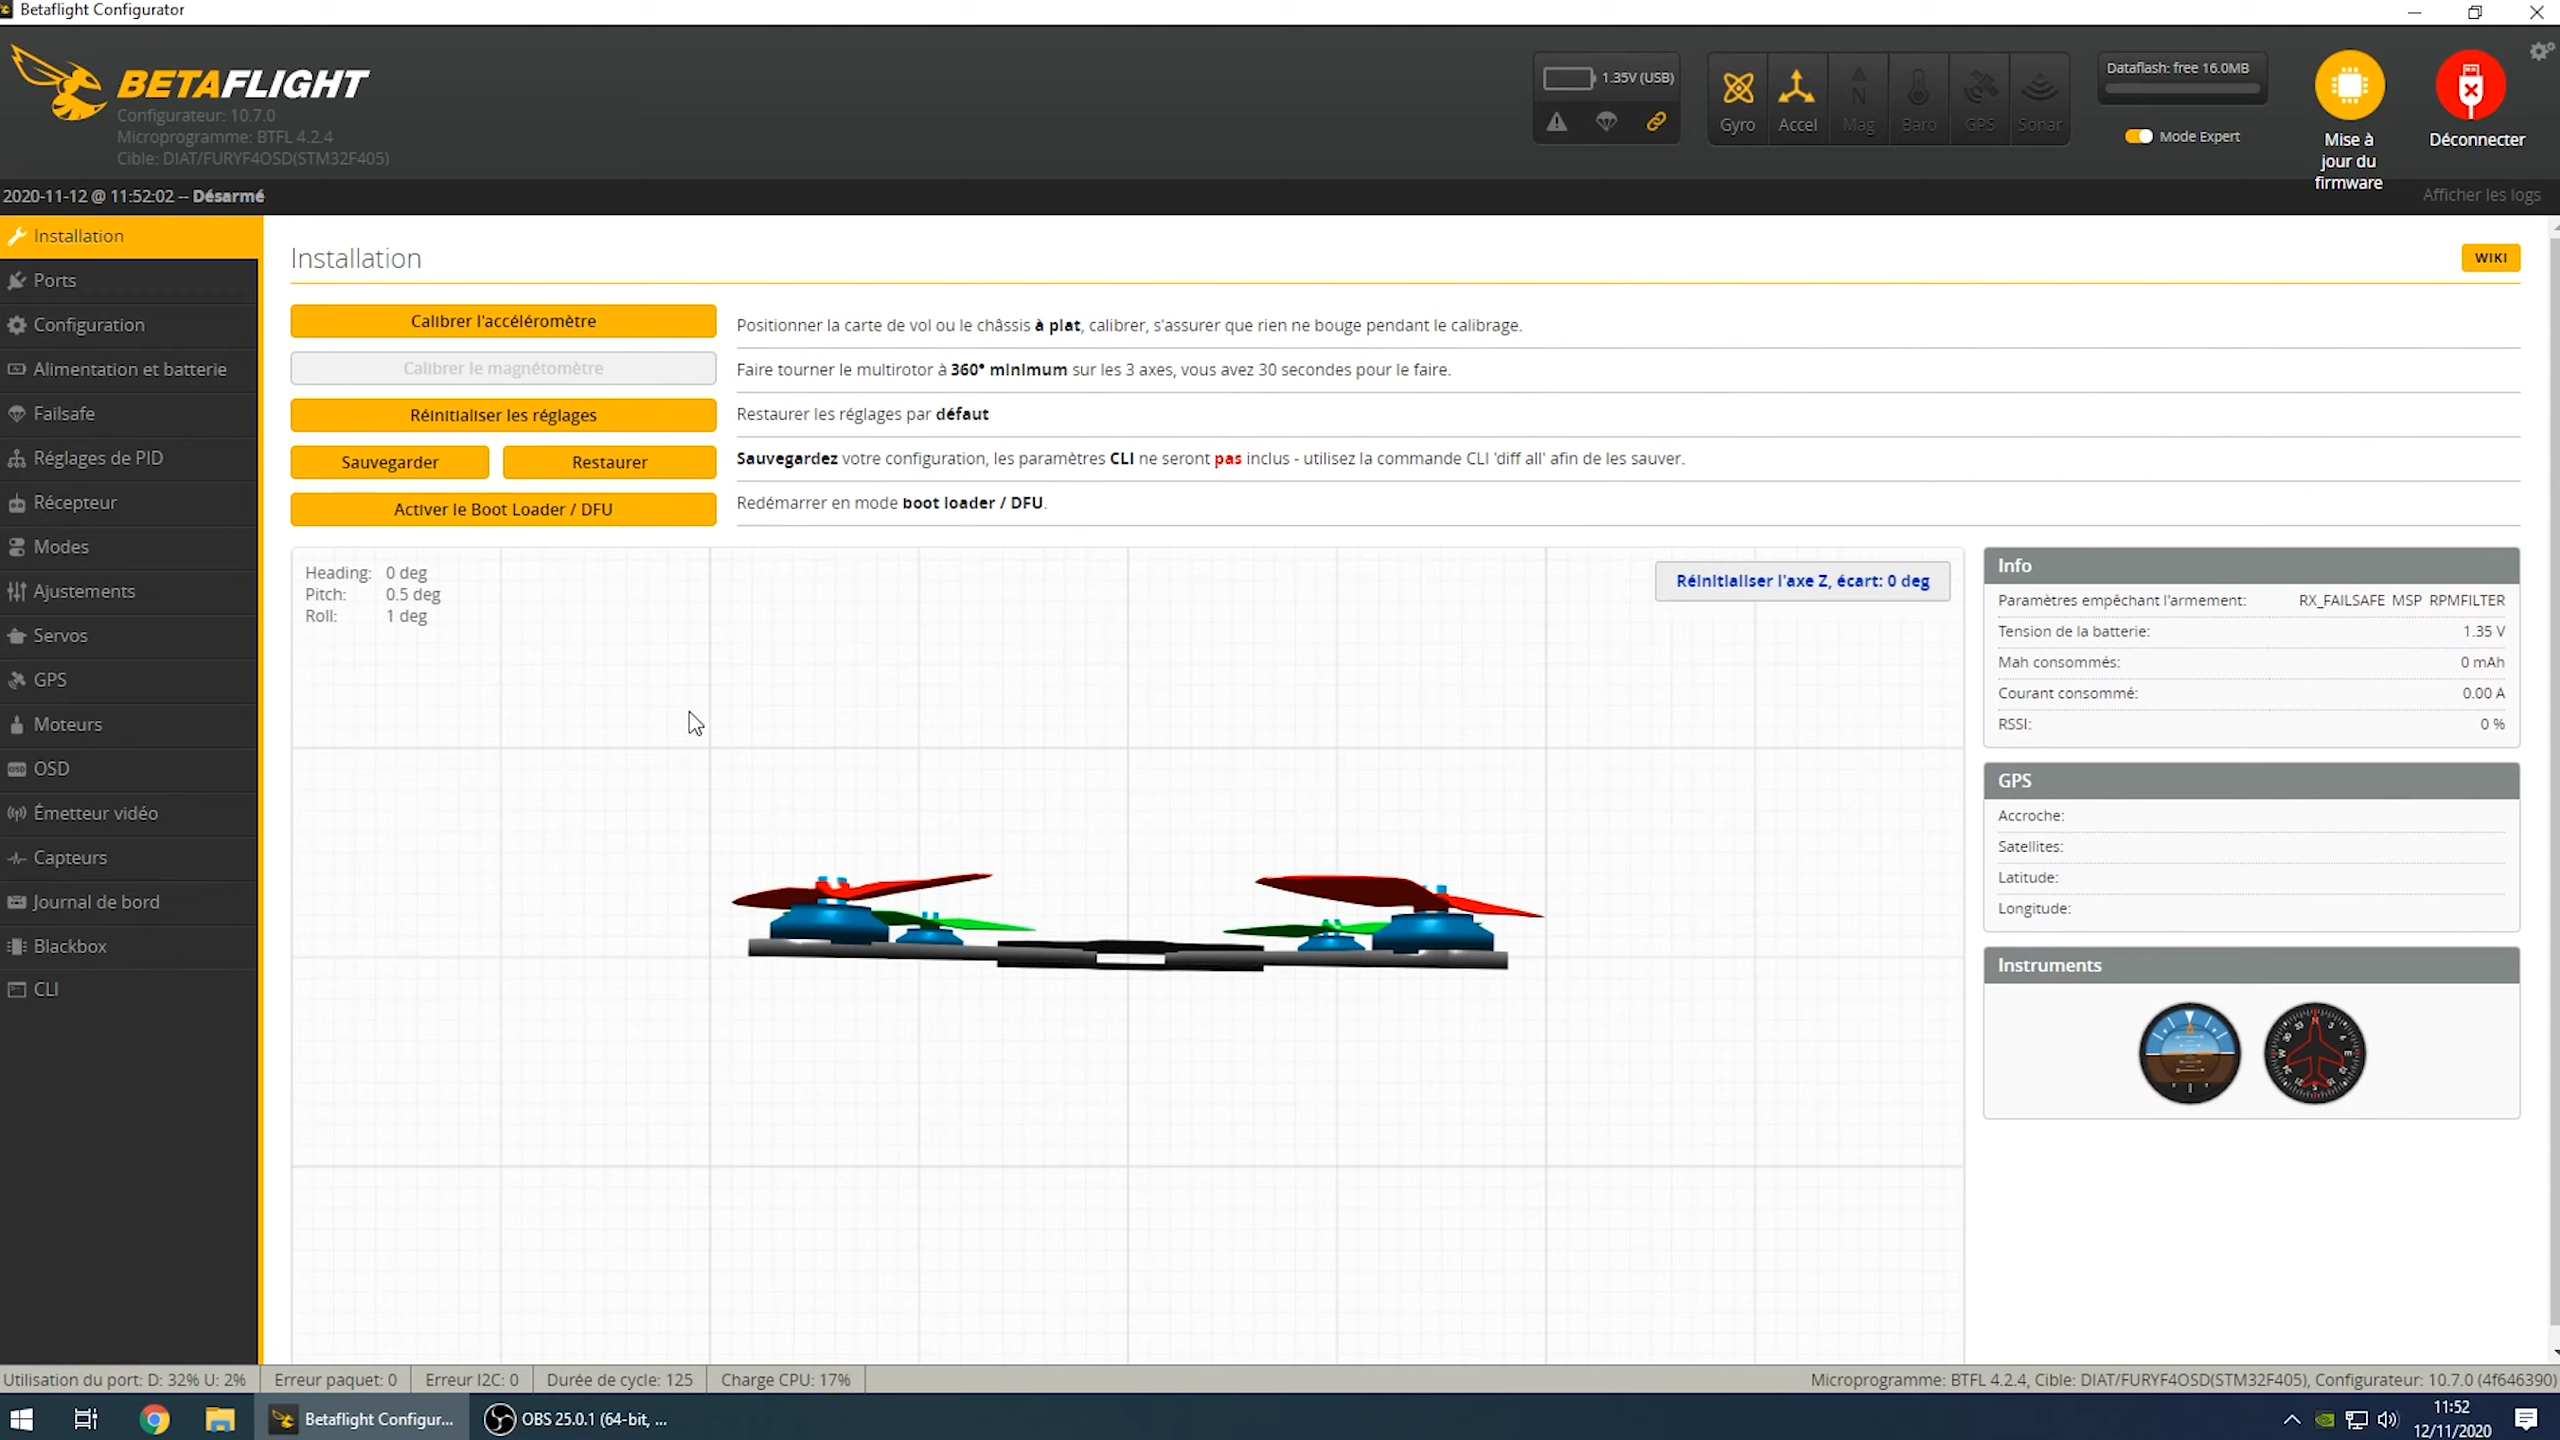 Betaflight Configurator
BETAFLIGHT
Configurateur: 10.7.0
Microprogramme: BTFL 4.2.4
Cible: DIAT/FURYF4OSD(STM32F405)
1.35V (USB)
Gyro
Accel
Mag
Baro
GPS
Sonar
Dataflash: free 16.0MB
Mode Expert
Mise à
jour du
firmware
Déconnecter
2020-11-12 @ 11:52:02 -- Désarmé
Afficher les logs
Installation
Ports
Configuration
Alimentation et batterie
Failsafe
Réglages de PID
Récepteur
Modes
Ajustements
Servos
GPS
Moteurs
OSD
Émetteur vidéo
Capteurs
Journal de bord
Blackbox
CLI
Installation
WIKI
Calibrer l'accéléromètre
Positionner la carte de vol ou le châssis à plat, calibrer, s'assurer que rien ne bouge pendant le calibrage.
Calibrer le magnétomètre
Faire tourner le multirotor à 360° minimum sur les 3 axes, vous avez 30 secondes pour le faire.
Réinitialiser les réglages
Restaurer les réglages par défaut
Sauvegarder
Restaurer
Sauvegardez votre configuration, les paramètres CLI ne seront pas inclus - utilisez la commande CLI 'diff all' afin de les sauver.
Activer le Boot Loader / DFU
Redémarrer en mode boot loader / DFU.
Heading: 0 deg
Pitch: 0.5 deg
Roll: 1 deg
Réinitialiser l'axe Z, écart: 0 deg
Info
Paramètres empêchant l'armement: RX_FAILSAFE MSP RPMFILTER
Tension de la batterie: 1.35 V
Mah consommés: 0 mAh
Courant consommé: 0.00 A
RSSI: 0 %
GPS
Accroche:
Satellites:
Latitude:
Longitude:
Instruments
Utilisation du port: D: 32% U: 2%
Erreur paquet: 0
Erreur I2C: 0
Durée de cycle: 125
Charge CPU: 17%
Microprogramme: BTFL 4.2.4, Cible: DIAT/FURYF4OSD(STM32F405), Configurateur: 10.7.0 (4f646390)
Betaflight Configur...
OBS 25.0.1 (64-bit, ...
11:52
12/11/2020